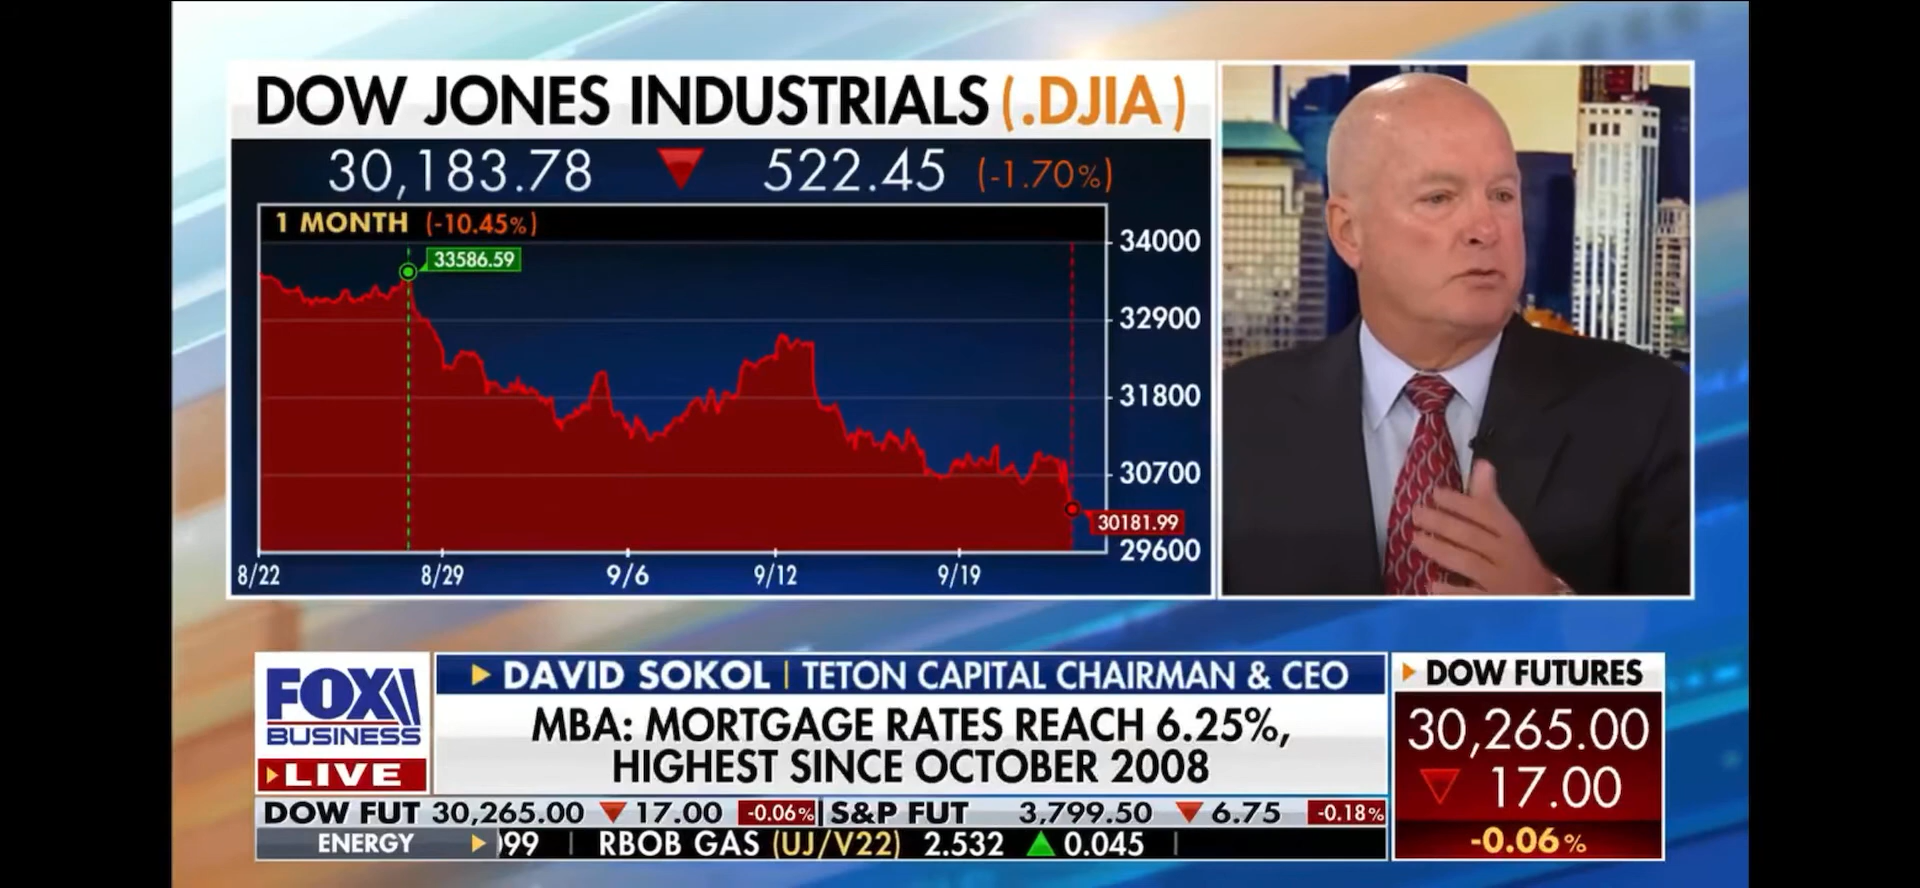 DOW JONES INDUSTRIALS (.DJIA)
30,183.78 ▼ 522.45 (-1.70%)
1 MONTH (-10.45%)
33586.59
34000
32900
31800
30700
30181.99
29600
8/22 8/29 9/6 9/12 9/19
FOX BUSINESS
LIVE
DAVID SOKOL | TETON CAPITAL CHAIRMAN & CEO
MBA: MORTGAGE RATES REACH 6.25%,
HIGHEST SINCE OCTOBER 2008
DOW FUTURES
30,265.00
▽ 17.00
-0.06%
DOW FUT 30,265.00 ▼ 17.00 -0.06% S&P FUT 3,799.50 ▼ 6.75 -0.18%
ENERGY 99 | RBOB GAS (UJ/V22) 2.532 ▲ 0.045 |